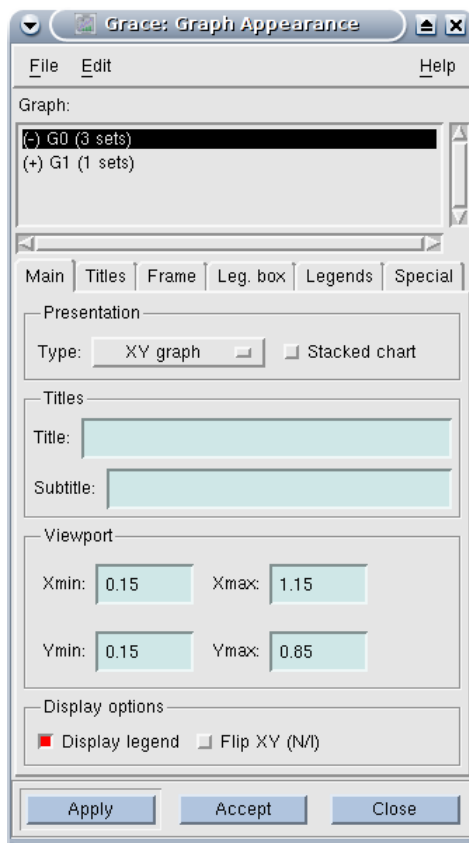 Grace: Graph Appearance
File Edit Help
Graph:
(-) G0 (3 sets)
(+) G1 (1 sets)
Main Titles Frame Leg. box Legends Special
Presentation
Type: XY graph Stacked chart
Titles
Title:
Subtitle:
Viewport
Xmin: 0.15 Xmax: 1.15
Ymin: 0.15 Ymax: 0.85
Display options
Display legend Flip XY (N/I)
Apply Accept Close